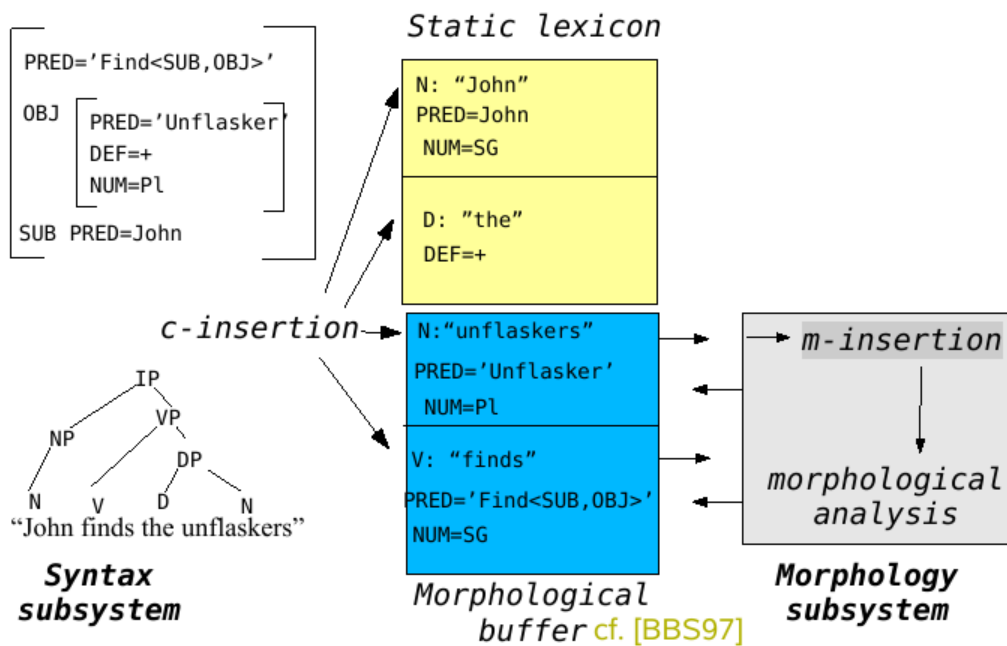 PRED=’Find<SUB,OBJ>’
OBJ
PRED=’Unflasker’
DEF=+
NUM=Pl
SUB PRED=John
Static lexicon
N: “John”
PRED=John
NUM=SG
D: ”the”
DEF=+
c-insertion
N:“unflaskers”
PRED=’Unflasker’
NUM=Pl
V: “finds”
PRED=’Find<SUB,OBJ>’
NUM=SG
Morphological
buffer cf. [BBS97]
m-insertion
morphological
analysis
Morphology
subsystem
IP
VP
NP
DP
N V D N
“John finds the unflaskers”
Syntax
subsystem